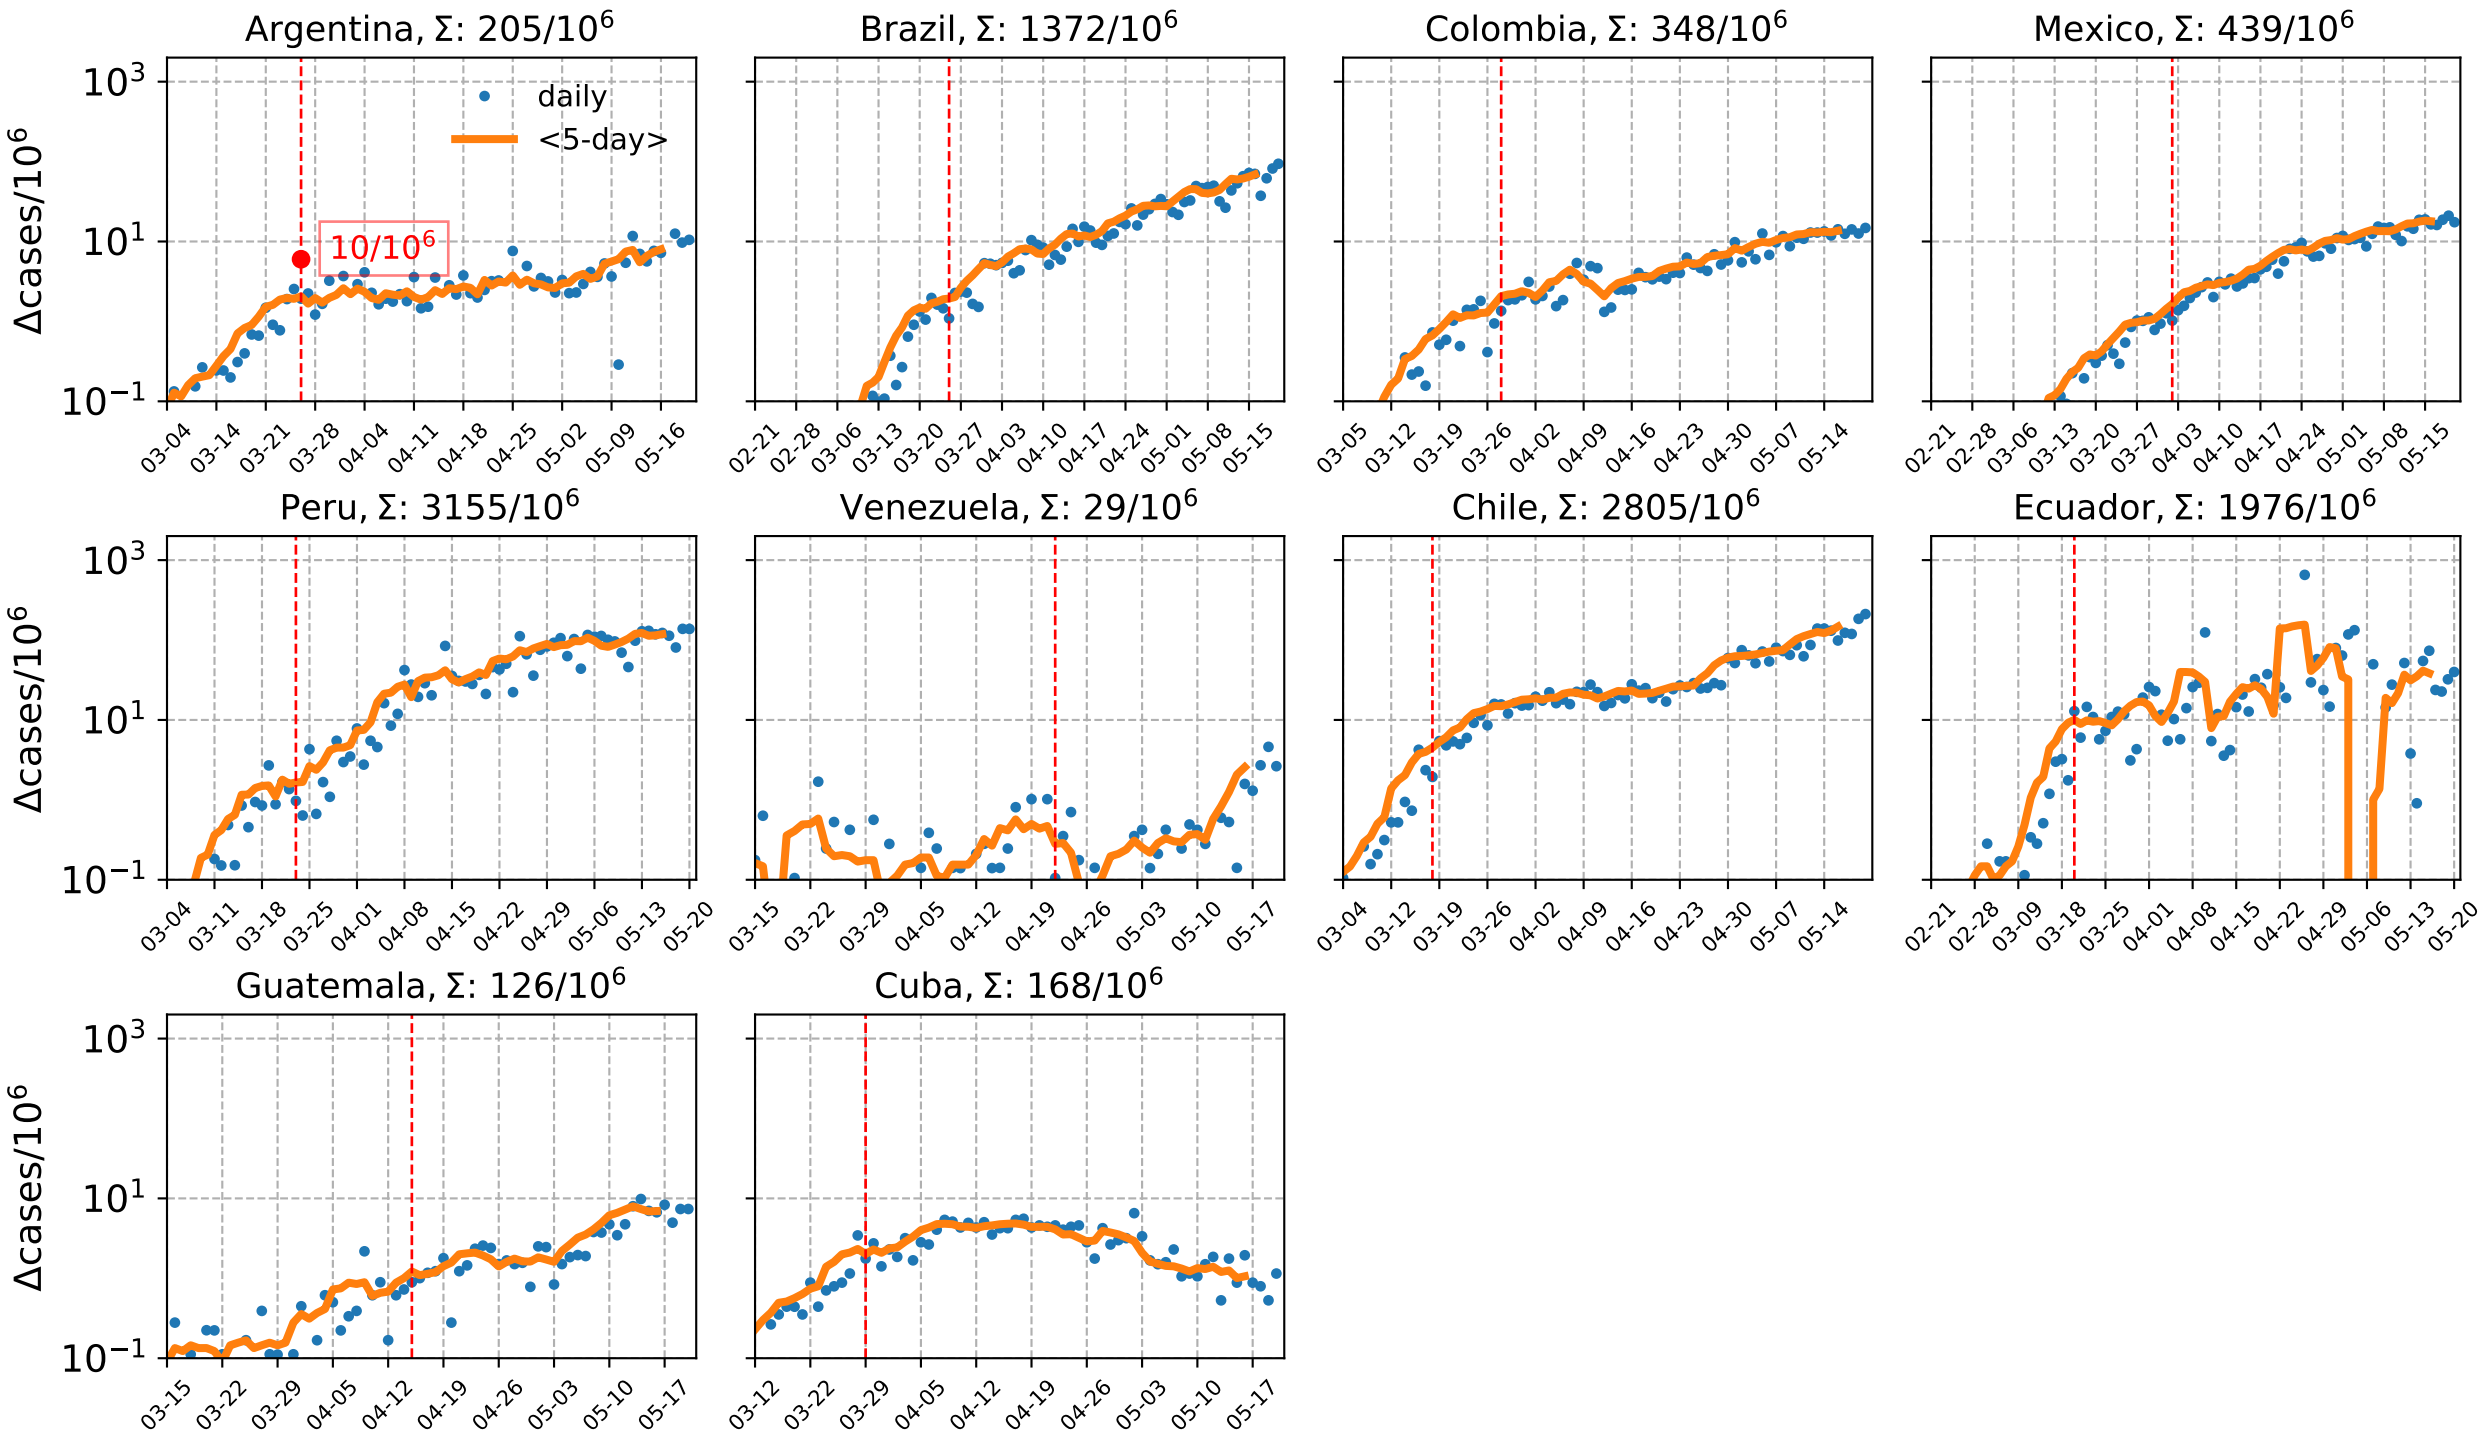 Argentina, Σ: 205/10⁶
Brazil, Σ: 1372/10⁶
Colombia, Σ: 348/10⁶
Mexico, Σ: 439/10⁶
Δcases/10⁶
10³
10¹
10⁻¹
daily
<5-day>
10/10⁶
03-04 03-14 03-21 03-28 04-04 04-11 04-18 04-25 05-02 05-09 05-16
02-21 02-28 03-06 03-13 03-20 03-27 04-03 04-10 04-17 04-24 05-01 05-08 05-15
03-05 03-12 03-19 03-26 04-02 04-09 04-16 04-23 04-30 05-07 05-14
02-21 02-28 03-06 03-13 03-20 03-27 04-03 04-10 04-17 04-24 05-01 05-08 05-15
Peru, Σ: 3155/10⁶
Venezuela, Σ: 29/10⁶
Chile, Σ: 2805/10⁶
Ecuador, Σ: 1976/10⁶
Δcases/10⁶
10³
10¹
10⁻¹
03-04 03-11 03-18 03-25 04-01 04-08 04-15 04-22 04-29 05-06 05-13 05-20
03-15 03-22 03-29 04-05 04-12 04-19 04-26 05-03 05-10 05-17
03-04 03-12 03-19 03-26 04-02 04-09 04-16 04-23 04-30 05-07 05-14
02-21 02-28 03-09 03-18 03-25 04-01 04-08 04-15 04-22 04-29 05-06 05-13 05-20
Guatemala, Σ: 126/10⁶
Cuba, Σ: 168/10⁶
Δcases/10⁶
10³
10¹
10⁻¹
03-15 03-22 03-29 04-05 04-12 04-19 04-26 05-03 05-10 05-17
03-12 03-22 03-29 04-05 04-12 04-19 04-26 05-03 05-10 05-17